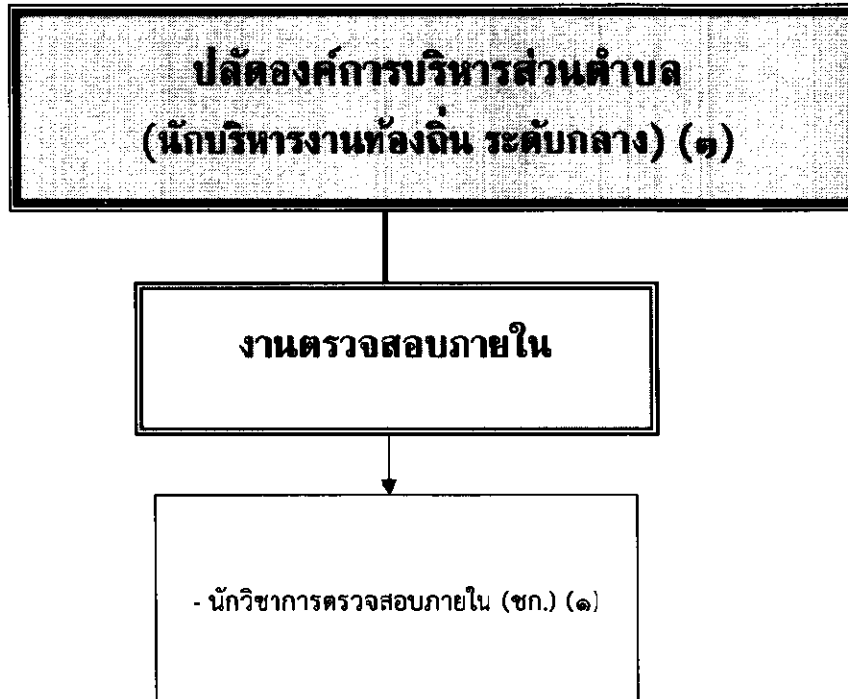 ปลัดองค์การบริหารส่วนตำบล
(นักบริหารงานท้องถิ่น ระดับกลาง) (๑)
งานตรวจสอบภายใน
- นักวิชาการตรวจสอบภายใน (ชก.) (๑)